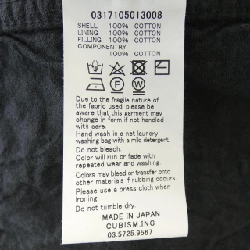 0317105013008
SHELL 100% COTTON
LINING 100% COTTON
FILLING 100% COTTON
COMPONENT BY
100% COTTON
Due to the fragile nature of
the fabric used please be
aware that this garment may
change in form if not handled
with care.
Hand wash in a net laundry
washing bag with a mild detergent.
Do not bleach.
Color will run or fade with
repeated wear and washing.
Colors may bleed or transfer onto
other materials if rubbing occurs.
Please use a press cloth when
ironing.
Do not tumble dry.
MADE IN JAPAN
CUBISM INC
03.5725.9587